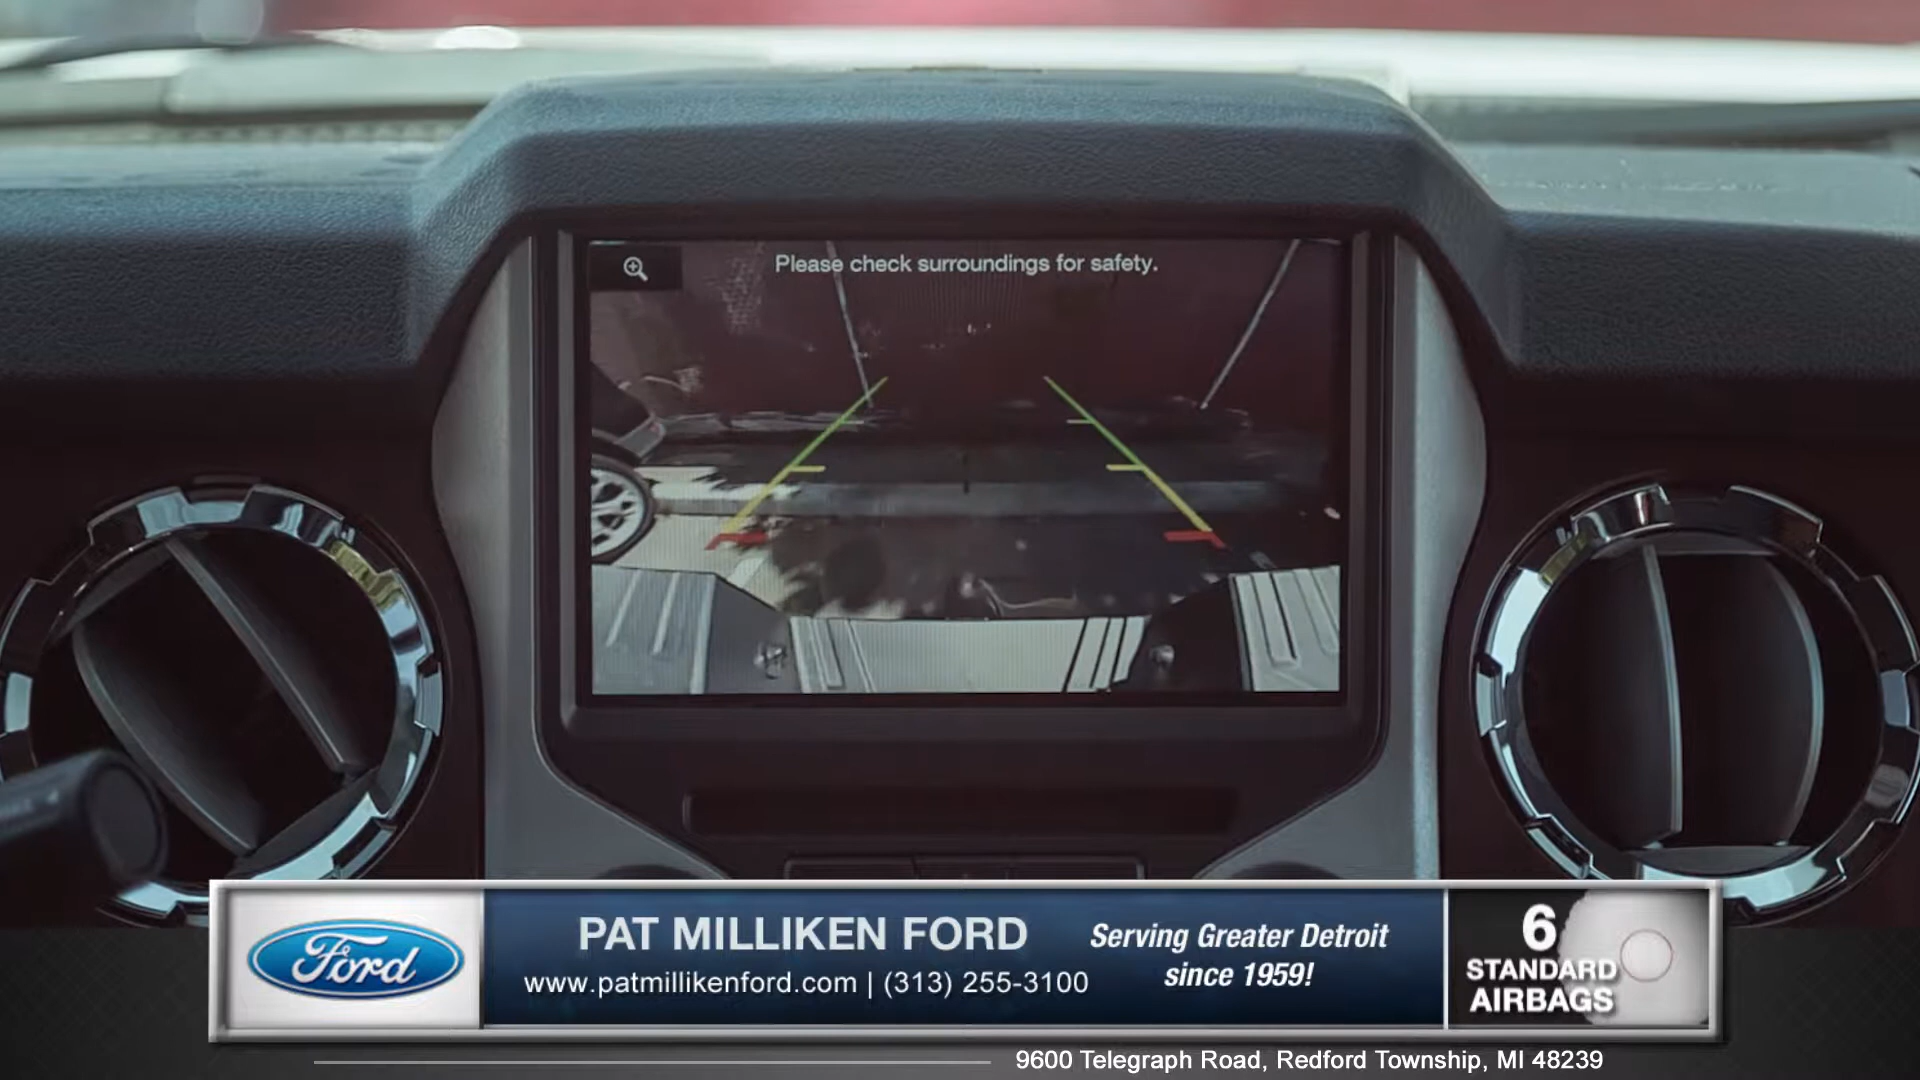 Please check surroundings for safety.
Ford
PAT MILLIKEN FORD
www.patmillikenford.com | (313) 255-3100
Serving Greater Detroit
since 1959!
6
STANDARD
AIRBAGS
9600 Telegraph Road, Redford Township, MI 48239